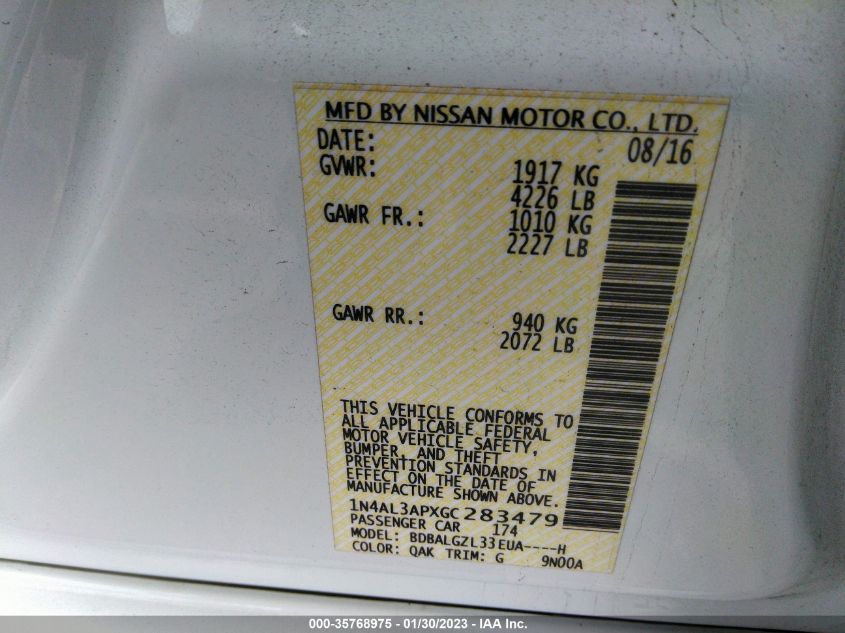 MFD BY NISSAN MOTOR CO., LTD.
DATE: 08/16
GVWR: 1917 KG
4226 LB
GAWR FR.: 1010 KG
2227 LB
GAWR RR.: 940 KG
2072 LB
THIS VEHICLE CONFORMS TO
ALL APPLICABLE FEDERAL
MOTOR VEHICLE SAFETY,
BUMPER, AND THEFT
PREVENTION STANDARDS IN
EFFECT ON THE DATE OF
MANUFACTURE SHOWN ABOVE.
1N4AL3APXGC283479
PASSENGER CAR 174
MODEL: BDBALGZL33EUA----H
COLOR: QAK TRIM: G 9N00A
000-35768975 - 01/30/2023 - IAA Inc.